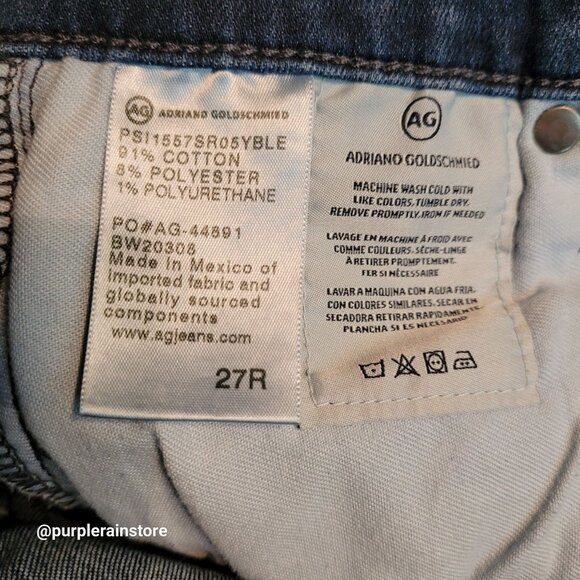 AG ADRIANO GOLDSCHMIED
PSI1557SR05YBLE
91% COTTON
8% POLYESTER
1% POLYURETHANE
PO#AG-44891
BW20308
Made in Mexico of
imported fabric and
globally sourced
components
www.agjeans.com
27R
AG
ADRIANO GOLDSCHMIED
MACHINE WASH COLD WITH
LIKE COLORS. TUMBLE DRY.
REMOVE PROMPTLY. IRON IF NEEDED
LAVAGE EN MACHINE À FROID AVEC
COMME COULEURS. SÈCHE-LINGE
À RETIRER PROMPTEMENT.
FER SI NÉCESSAIRE
LAVAR A MAQUINA CON AGUA FRIA.
CON COLORES SIMILARES. SECAR EN
SECADORA RETIRAR RAPIDAMENTE.
PLANCHA SI ES NECESARIO
@purplerainstore